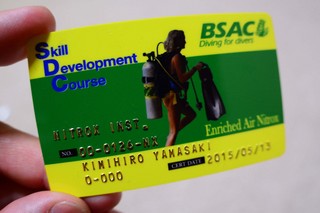 Skill
Development
Course
BSAC
Diving for divers
Enriched Air Nitrox
NITROX INST.
NO. 00-0126-NX
KIMIHIRO YAMASAKI
CERT DATE 2015/05/13
0-000